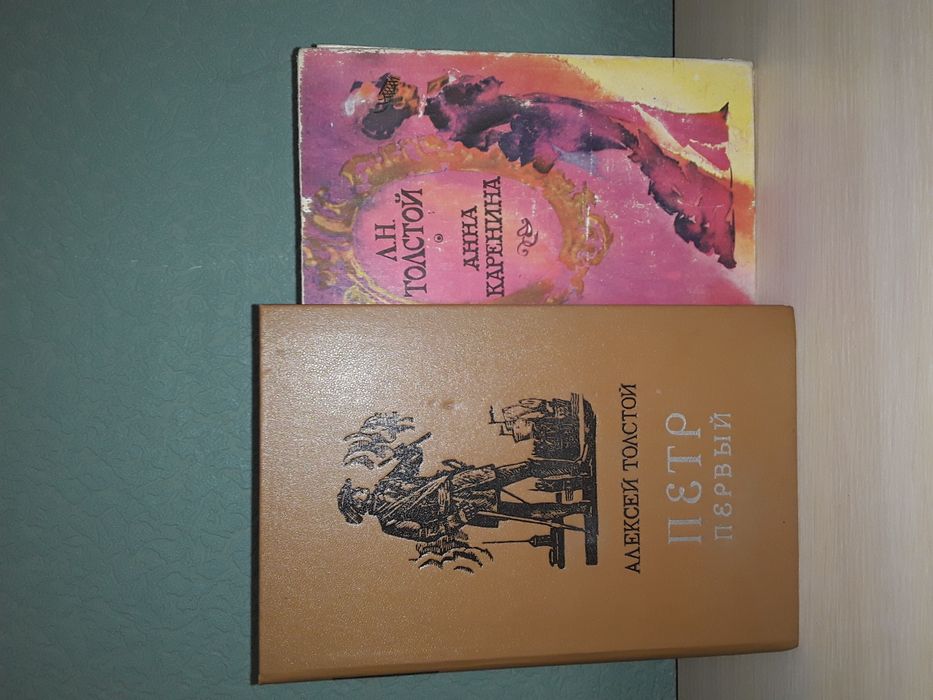 Л.Н.
ТОЛСТОЙ
АННА
КАРЕНИНА
АЛЕКСЕЙ ТОЛСТОЙ
ПЕТР
ПЕРВЫЙ